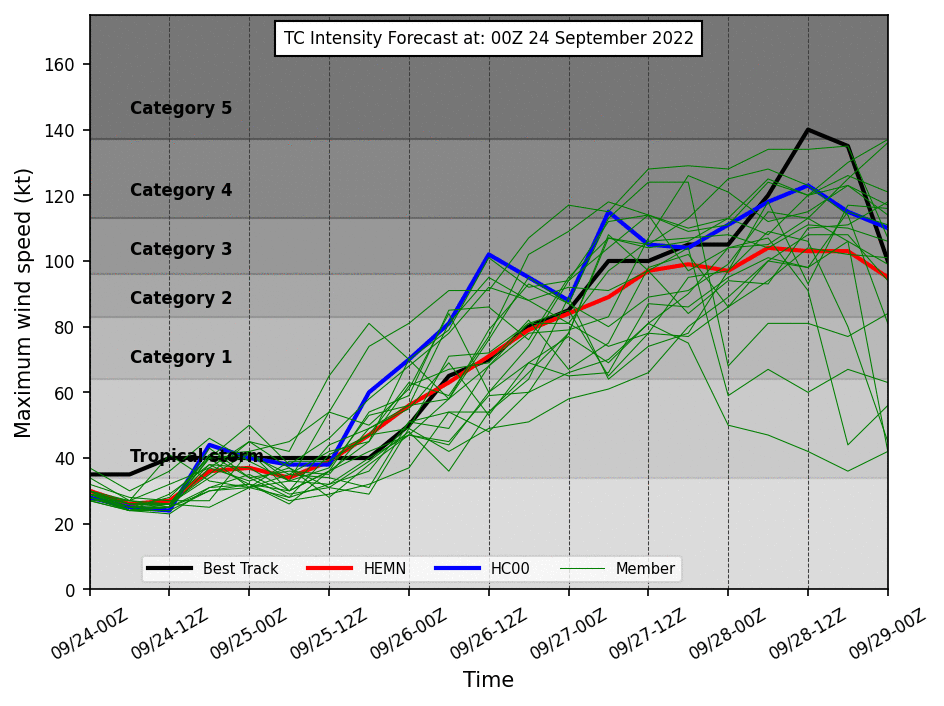 TC Intensity Forecast at: 00Z 24 September 2022
Maximum wind speed (kt)
160
140
120
100
80
60
40
20
0
Category 5
Category 4
Category 3
Category 2
Category 1
Tropical storm
Best Track HEMN HC00 Member
09/24-00Z 09/24-12Z 09/25-00Z 09/25-12Z 09/26-00Z 09/26-12Z 09/27-00Z 09/27-12Z 09/28-00Z 09/28-12Z 09/29-00Z
Time